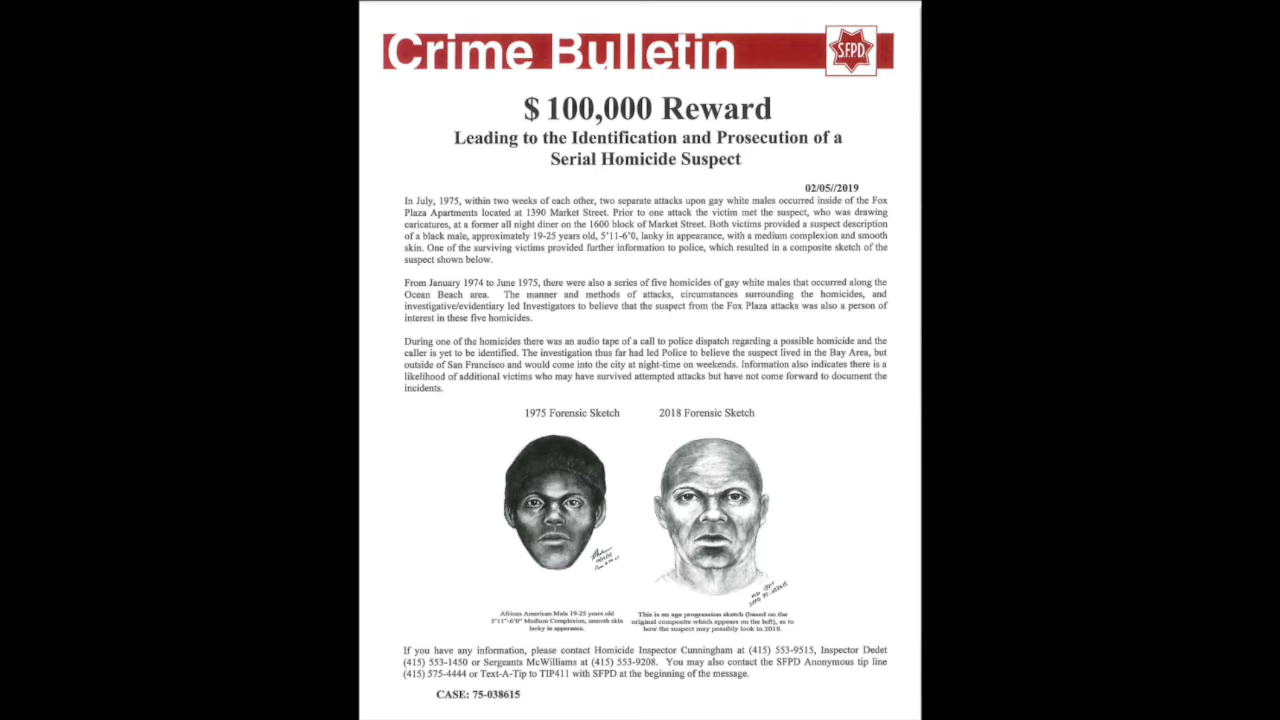 Crime Bulletin
S.F.P.D.
$ 100,000 Reward
Leading to the Identification and Prosecution of a
Serial Homicide Suspect
02/05//2019
In July, 1975, within two weeks of each other, two separate attacks upon gay white males occurred inside of the Fox
Plaza Apartments located at 1390 Market Street. Prior to one attack the victim met the suspect, who was drawing
caricatures, at a former all night diner on the 1600 block of Market Street. Both victims provided a suspect description
of a black male, approximately 19-25 years old, 5'11-6'0, lanky in appearance, with a medium complexion and smooth
skin. One of the surviving victims provided further information to police, which resulted in a composite sketch of the
suspect shown below.
From January 1974 to June 1975, there were also a series of five homicides of gay white males that occurred along the
Ocean Beach area. The manner and methods of attacks, circumstances surrounding the homicides, and
investigative/evidentiary led Investigators to believe that the suspect from the Fox Plaza attacks was also a person of
interest in these five homicides.
During one of the homicides there was an audio tape of a call to police dispatch regarding a possible homicide and the
caller is yet to be identified. The investigation thus far had led Police to believe the suspect lived in the Bay Area, but
outside of San Francisco and would come into the city at night-time on weekends. Information also indicates there is a
likelihood of additional victims who may have survived attempted attacks but have not come forward to document the
incidents.
1975 Forensic Sketch 2018 Forensic Sketch
African American Male 19-25 years old
5'11"-6'0" Medium Complexion, smooth skin
lanky in apperance.
This is an age progression sketch (based on the
original composite which appears on the left), as to
how the suspect may possibly look in 2018.
If you have any information, please contact Homicide Inspector Cunningham at (415) 553-9515, Inspector Dedet
(415) 553-1450 or Sergeants McWilliams at (415) 553-9208. You may also contact the SFPD Anonymous tip line
(415) 575-4444 or Text-A-Tip to TIP411 with SFPD at the beginning of the message.
CASE: 75-038615